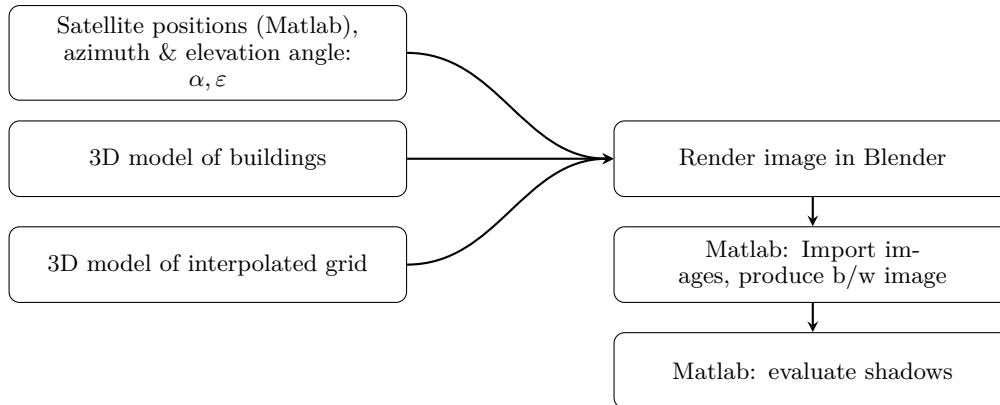 Satellite positions (Matlab),
azimuth & elevation angle:
α, ε
3D model of buildings
3D model of interpolated grid
Render image in Blender
Matlab: Import im-
ages, produce b/w image
Matlab: evaluate shadows